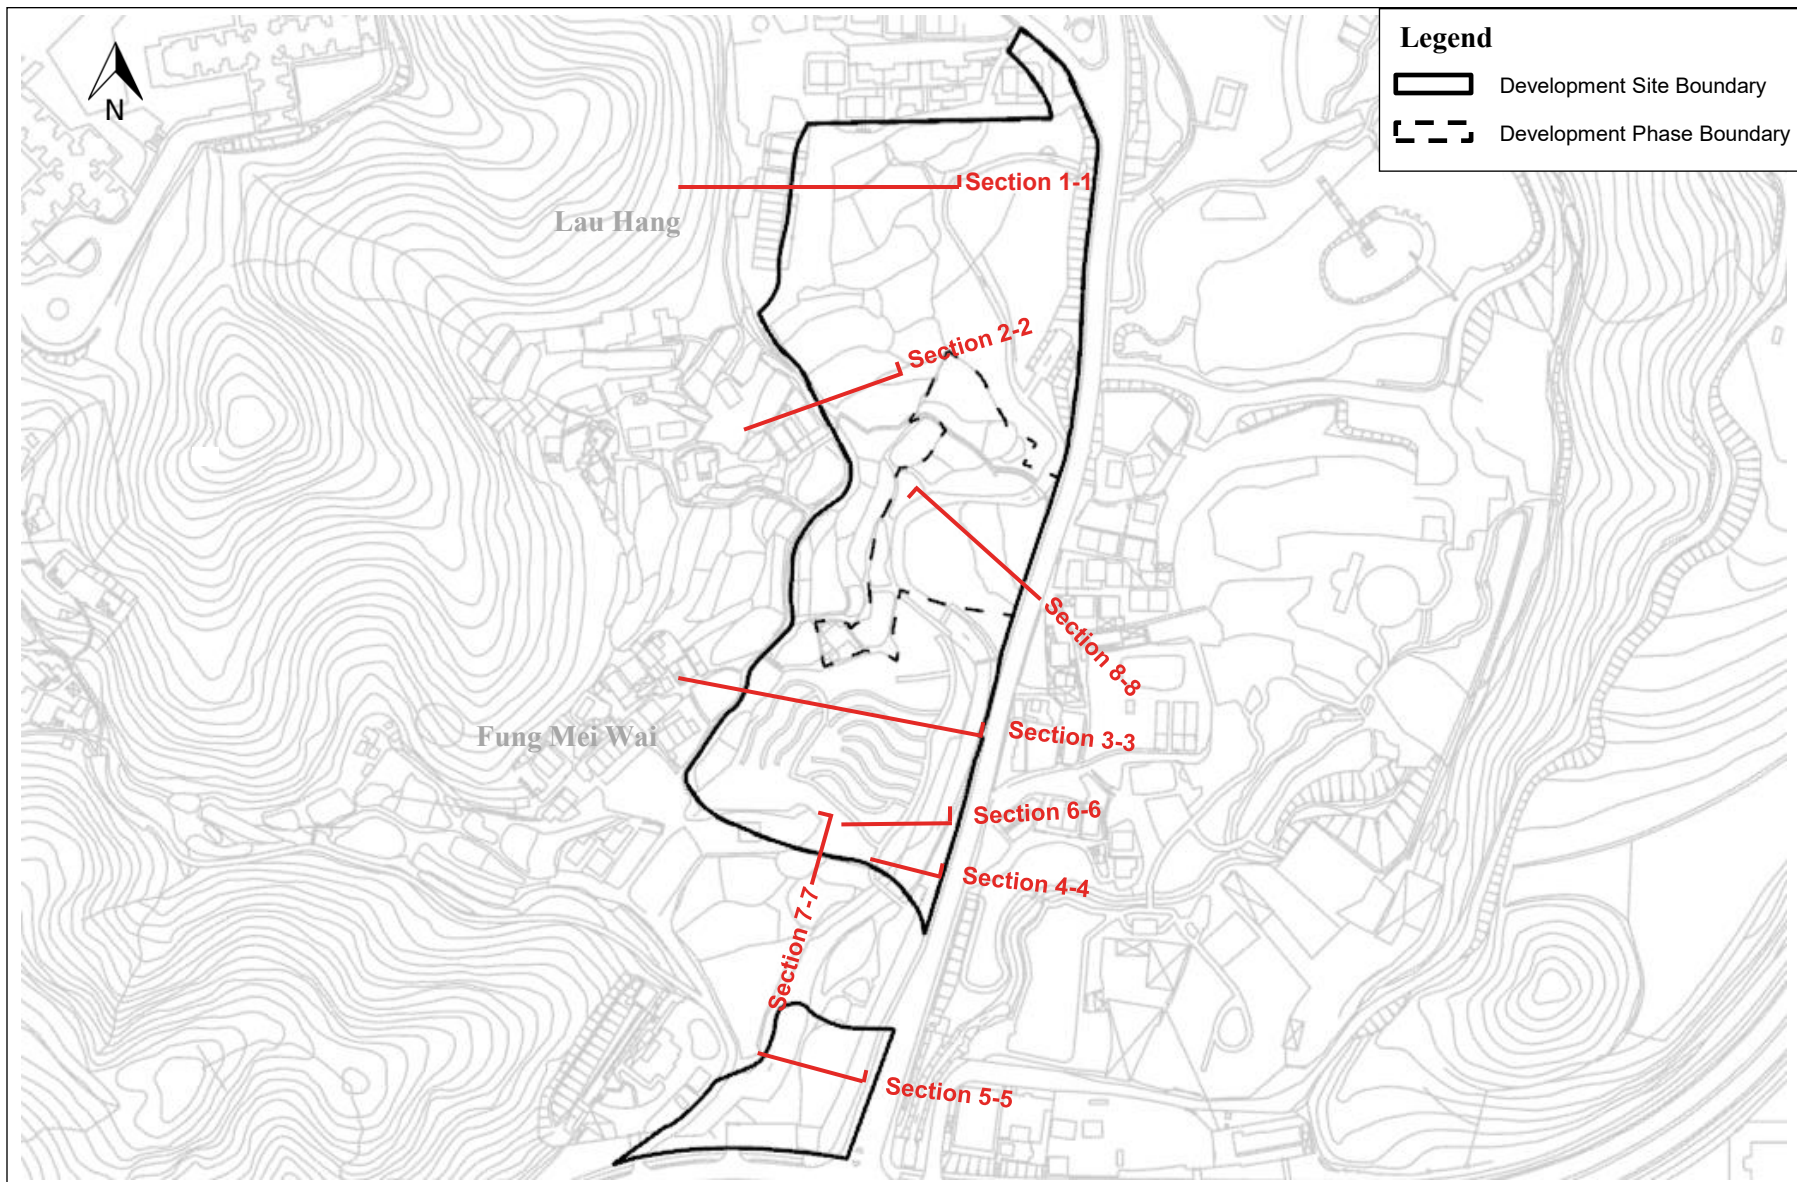 Legend
Development Site Boundary
Development Phase Boundary
N
Section 1-1
Lau Hang
Section 2-2
Section 8-8
Section 3-3
Fung Mei Wai
Section 6-6
Section 4-4
Section 7-7
Section 5-5